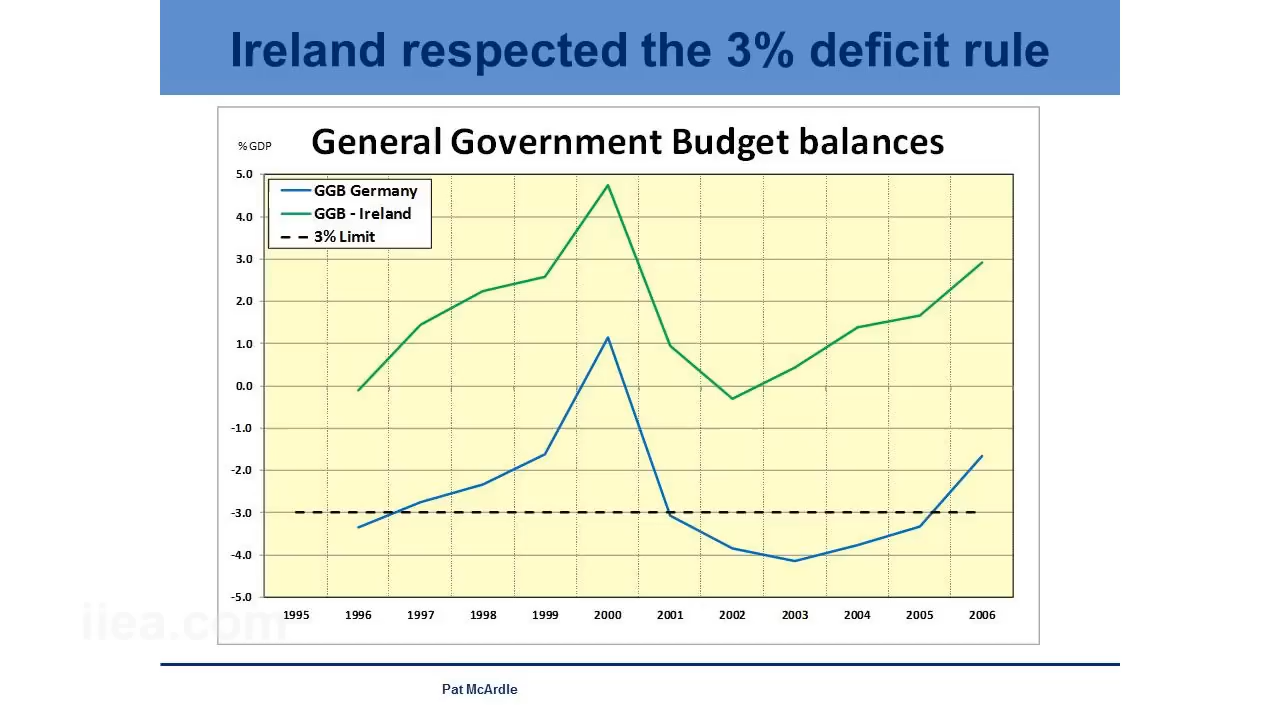 Ireland respected the 3% deficit rule
% GDP
General Government Budget balances
GGB Germany
GGB - Ireland
3% Limit
5.0
4.0
3.0
2.0
1.0
0.0
-1.0
-2.0
-3.0
-4.0
-5.0
1995 1996 1997 1998 1999 2000 2001 2002 2003 2004 2005 2006
iiea.com
Pat McArdle